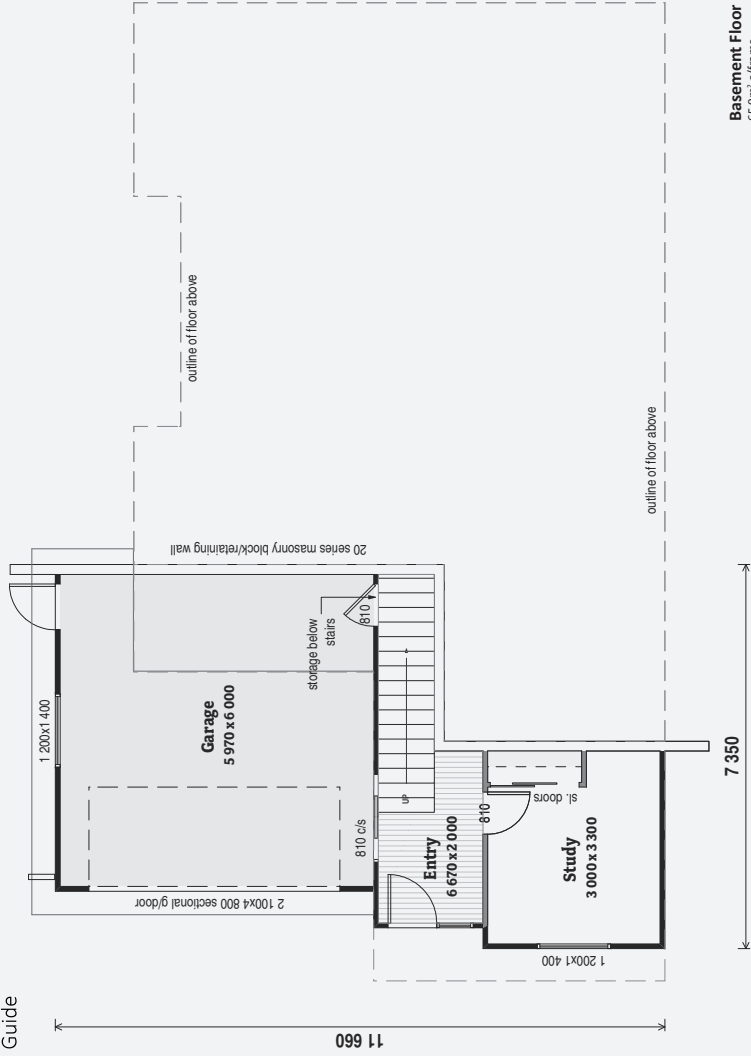 Guide
Basement Floor
outline of floor above
outline of floor above
20 series masonry block/retaining wall
1 200x1 400
Garage
5 970 x 6 000
storage below
stairs
810
810 c/s
UP
2 100x4 800 sectional g/door
Entry
6 670 x 2 000
810
sl. doors
Study
3 000 x 3 300
1 200x1 400
7 350
11 660